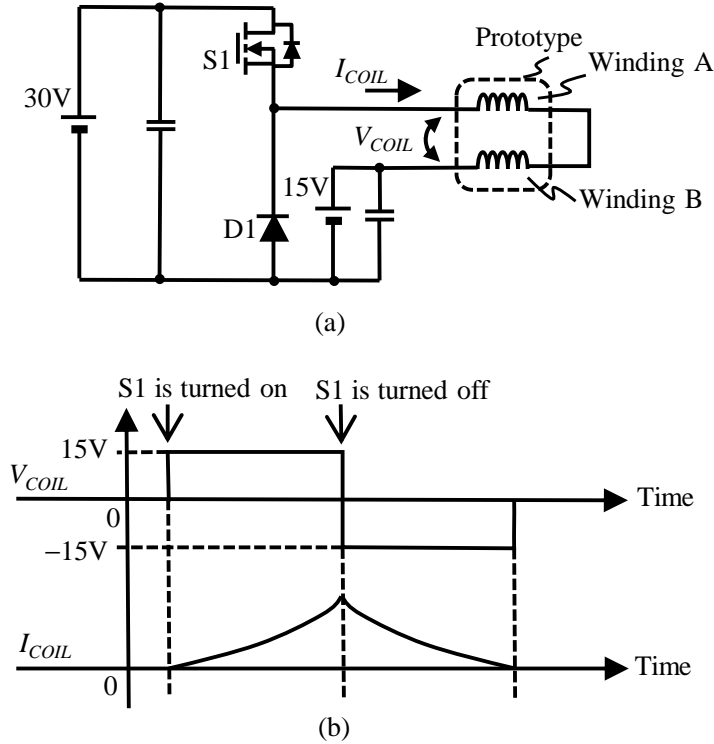 Prototype
Winding A
I_COIL
S1
30V
V_COIL
15V
Winding B
D1
(a)
S1 is turned on S1 is turned off
15V
V_COIL
Time
0
−15V
I_COIL
Time
0
(b)